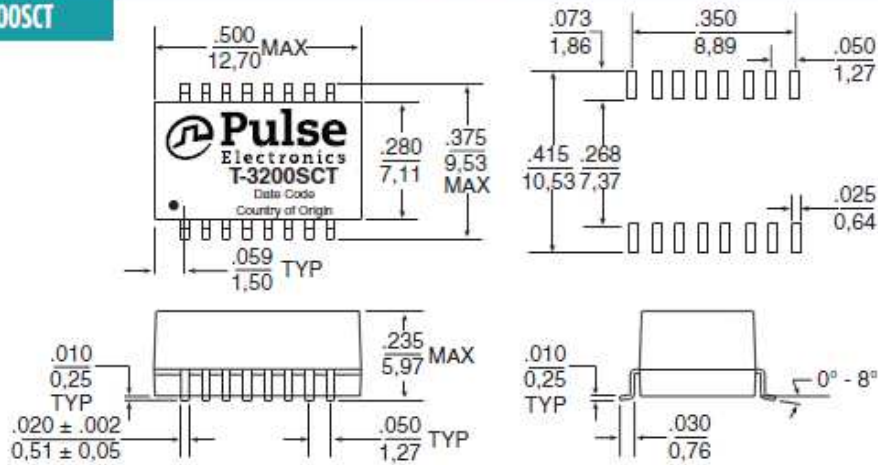 00SCT
.500
12,70 MAX
Pulse
Electronics
T-3200SCT
Date Code
Country of Origin
.280
7,11
.375
9,53
MAX
.059
1,50 TYP
.073
1,86
.350
8,89
.050
1,27
.415
10,53
.268
7,37
.025
0,64
.010
0,25
TYP
.020 ± .002
0,51 ± 0,05
.235
5,97 MAX
.050
1,27 TYP
.010
0,25
TYP
.030
0,76
0° - 8°